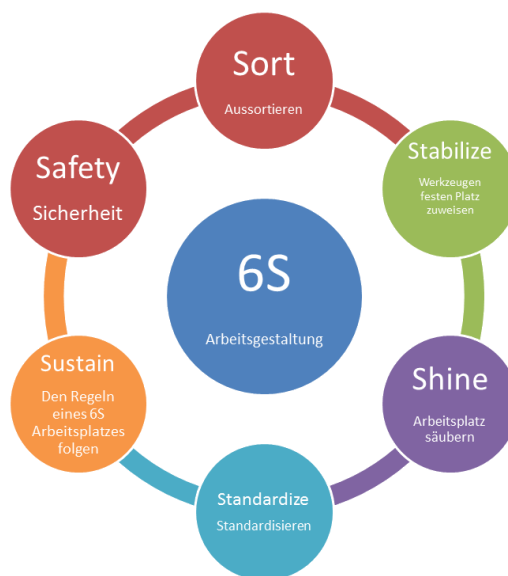 Sort
Aussortieren
Stabilize
Werkzeugen
festen Platz
zuweisen
Shine
Arbeitsplatz
säubern
Standardize
Standardisieren
Sustain
Den Regeln
eines 6S
Arbeitsplatzes
folgen
Safety
Sicherheit
6S
Arbeitsgestaltung